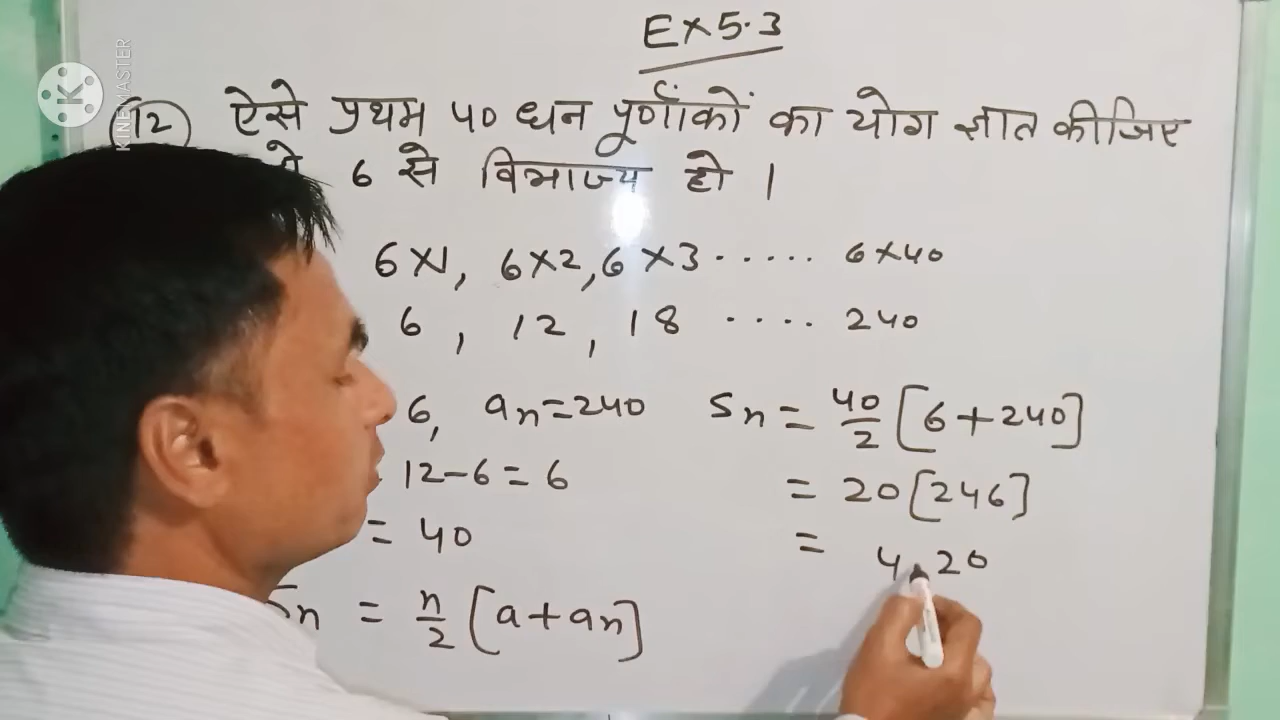 KINEMASTER
Ex 5.3
12 ऐसे प्रथम 40 धन पूर्णांकों का योग ज्ञात कीजिए
6 से विभाज्य हो ।
6×1, 6×2, 6×3 ...... 6×40
6, 12, 18 .... 240
6, an=240
12-6=6
= 40
Sn = n/2 [a+an]
Sn = 40/2 [6+240]
= 20[246]
= 4 20